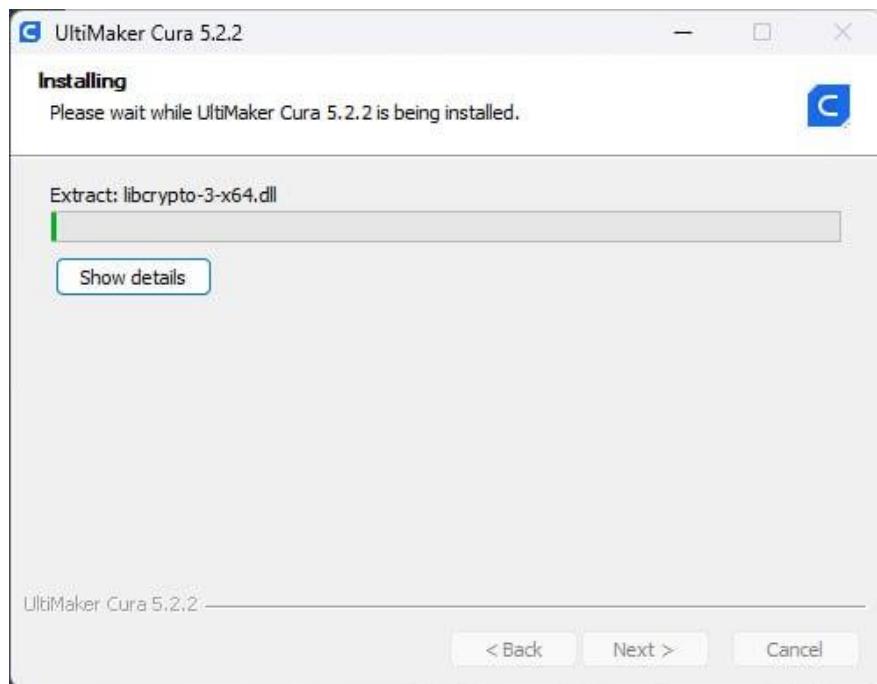 UltiMaker Cura 5.2.2
Installing
Please wait while UltiMaker Cura 5.2.2 is being installed.
Extract: libcrypto-3-x64.dll
Show details
UltiMaker Cura 5.2.2
< Back Next > Cancel